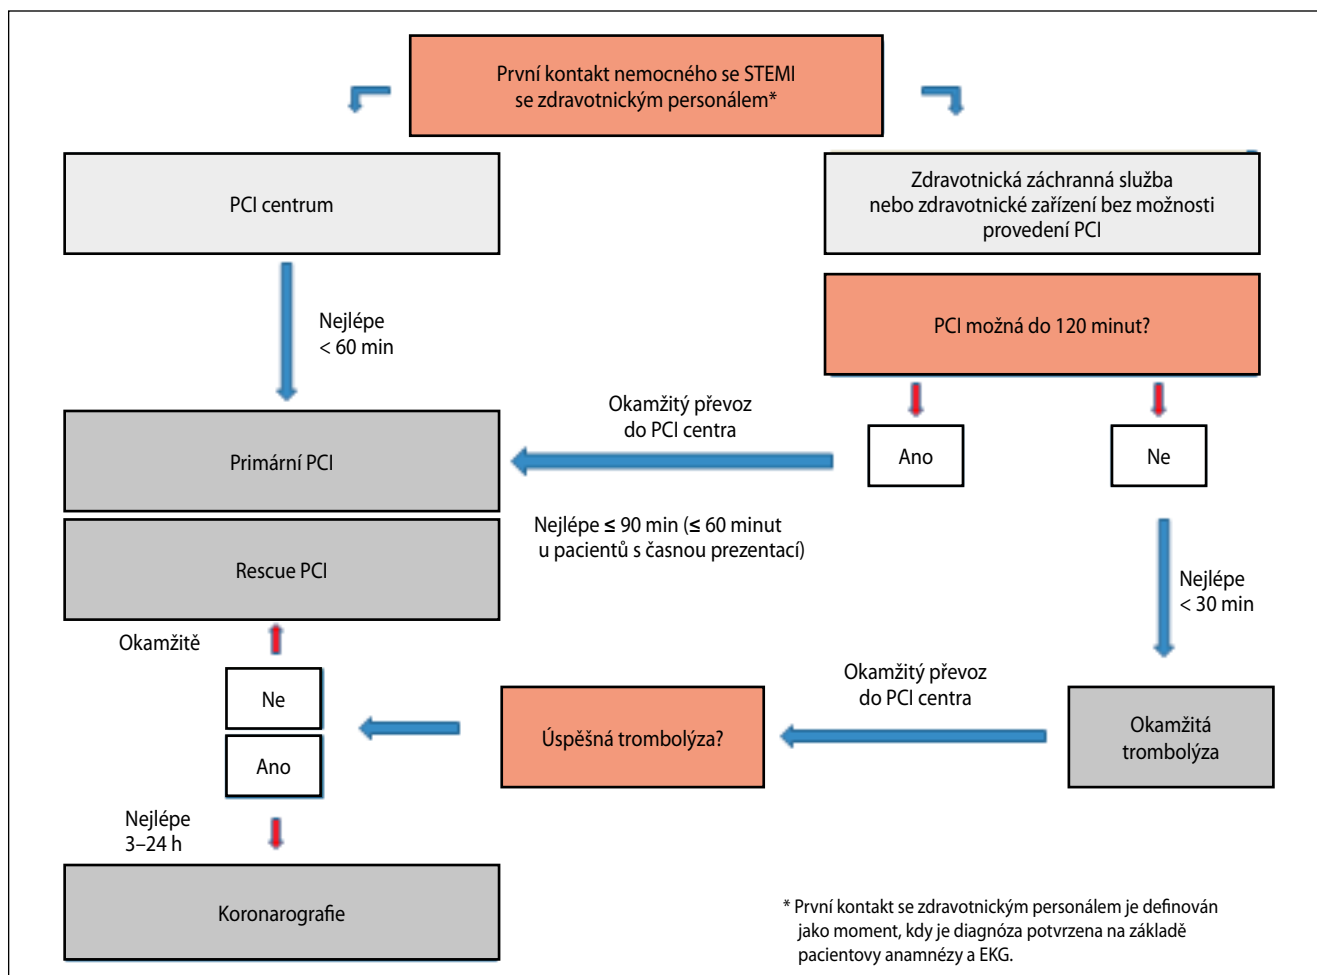 První kontakt nemocného se STEMI
se zdravotnickým personálem*
PCI centrum
Zdravotnická záchranná služba
nebo zdravotnické zařízení bez možnosti
provedení PCI
Nejlépe
< 60 min
PCI možná do 120 minut?
Okamžitý převoz
do PCI centra
Ano
Ne
Primární PCI
Nejlépe ≤ 90 min (≤ 60 minut
u pacientů s časnou prezentací)
Rescue PCI
Nejlépe
< 30 min
Okamžitě
Ne
Ano
Úspěšná trombolýza?
Okamžitý převoz
do PCI centra
Okamžitá
trombolýza
Nejlépe
3–24 h
Koronarografie
* První kontakt se zdravotnickým personálem je definován
jako moment, kdy je diagnóza potvrzena na základě
pacientovy anamnézy a EKG.